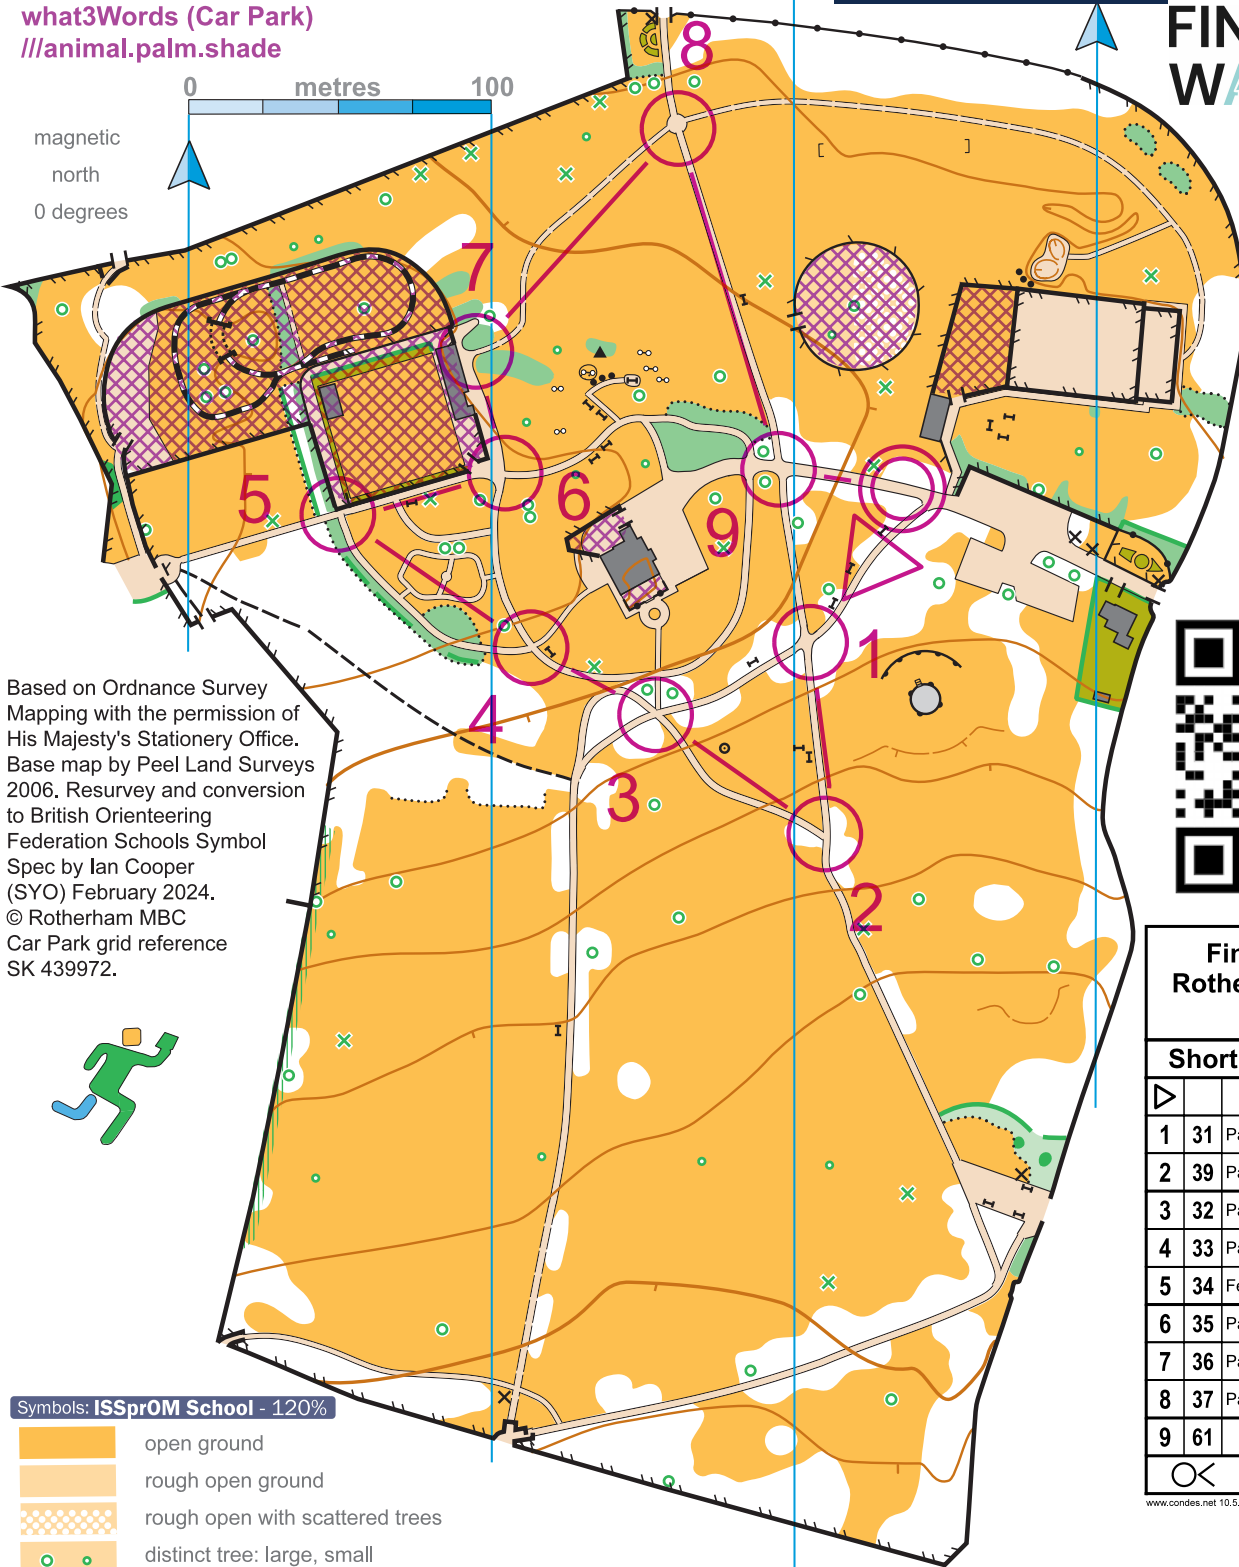 what3Words (Car Park)
///animal.palm.shade
0 metres 100
magnetic
north
0 degrees
8
7
5
6
9
1
4
3
2
Based on Ordnance Survey
Mapping with the permission of
His Majesty's Stationery Office.
Base map by Peel Land Surveys
2006. Resurvey and conversion
to British Orienteering
Federation Schools Symbol
Spec by Ian Cooper
(SYO) February 2024.
© Rotherham MBC
Car Park grid reference
SK 439972.
Short
1 31
2 39
3 32
4 33
5 34
6 35
7 36
8 37
9 61
www.condes.net 10.5.
Symbols: ISSprOM School - 120%
open ground
rough open ground
rough open with scattered trees
distinct tree: large, small